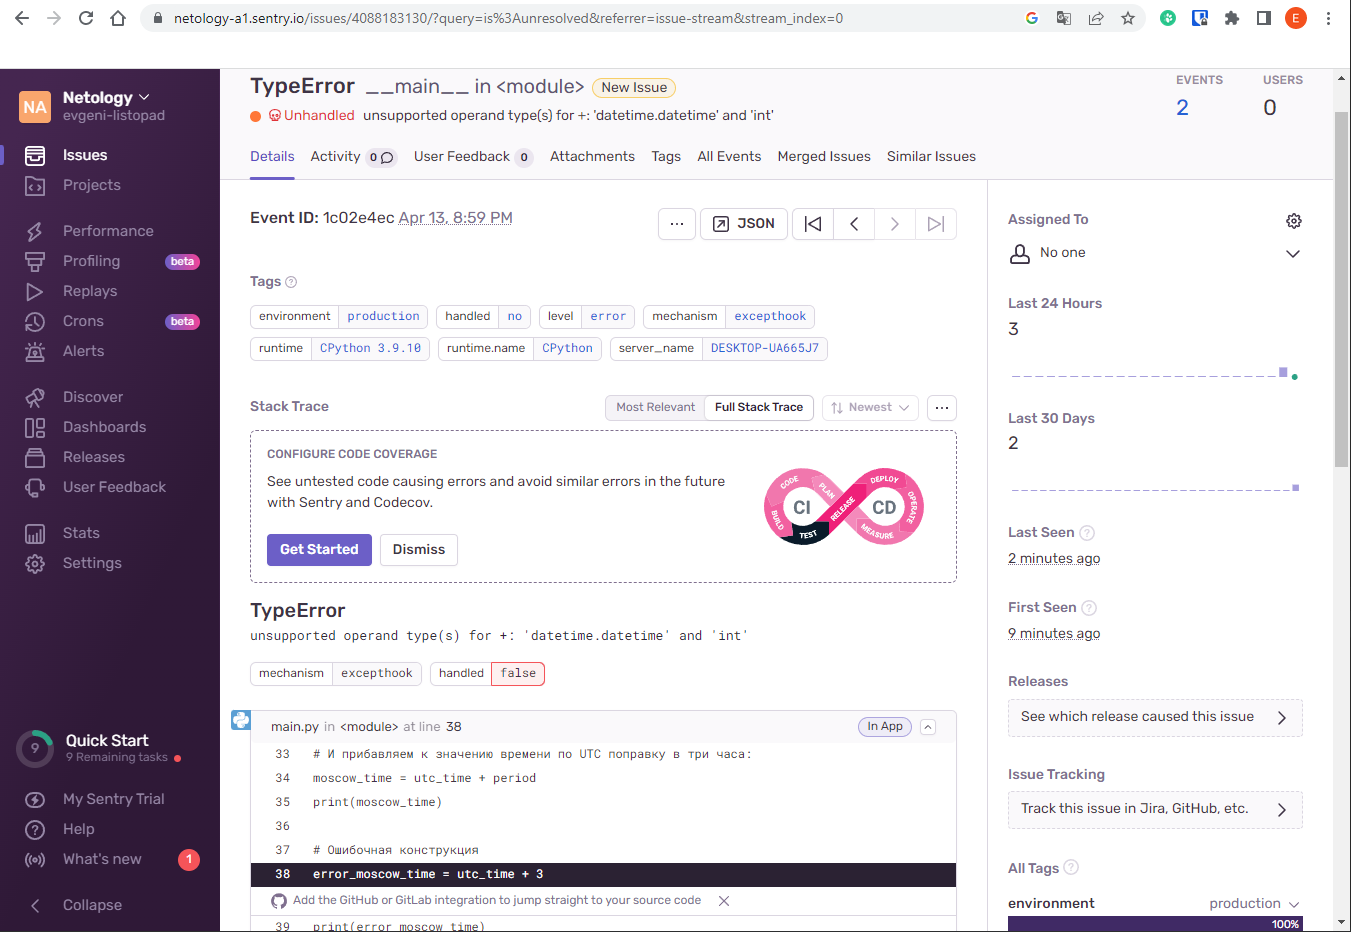 netology-a1.sentry.io/issues/4088183130/?query=is%3Aunresolved&referrer=issue-stream&stream_index=0
E
NA
Netology
evgeni-listopad
Issues
Projects
Performance
Profiling beta
Replays
Crons beta
Alerts
Discover
Dashboards
Releases
User Feedback
Stats
Settings
9
Quick Start
9 Remaining tasks
My Sentry Trial
Help
What's new 1
Collapse
TypeError __main__ in <module> New Issue
Unhandled unsupported operand type(s) for +: 'datetime.datetime' and 'int'
EVENTS USERS
2 0
Details Activity 0 User Feedback 0 Attachments Tags All Events Merged Issues Similar Issues
Event ID: 1c02e4ec Apr 13, 8:59 PM
JSON
Tags
environment production handled no level error mechanism excepthook
runtime CPython 3.9.10 runtime.name CPython server_name DESKTOP-UA665J7
Stack Trace Most Relevant Full Stack Trace Newest
CONFIGURE CODE COVERAGE
See untested code causing errors and avoid similar errors in the future
with Sentry and Codecov.
Get Started Dismiss
CODE PLAN BUILD TEST RELEASE DEPLOY OPERATE MEASURE
CI CD
TypeError
unsupported operand type(s) for +: 'datetime.datetime' and 'int'
mechanism excepthook handled false
main.py in <module> at line 38 In App
33 # И прибавляем к значению времени по UTC поправку в три часа:
34 moscow_time = utc_time + period
35 print(moscow_time)
36
37 # Ошибочная конструкция
38 error_moscow_time = utc_time + 3
Add the GitHub or GitLab integration to jump straight to your source code
39 print(error_moscow_time)
Assigned To
No one
Last 24 Hours
3
Last 30 Days
2
Last Seen
2 minutes ago
First Seen
9 minutes ago
Releases
See which release caused this issue
Issue Tracking
Track this issue in Jira, GitHub, etc.
All Tags
environment production
100%